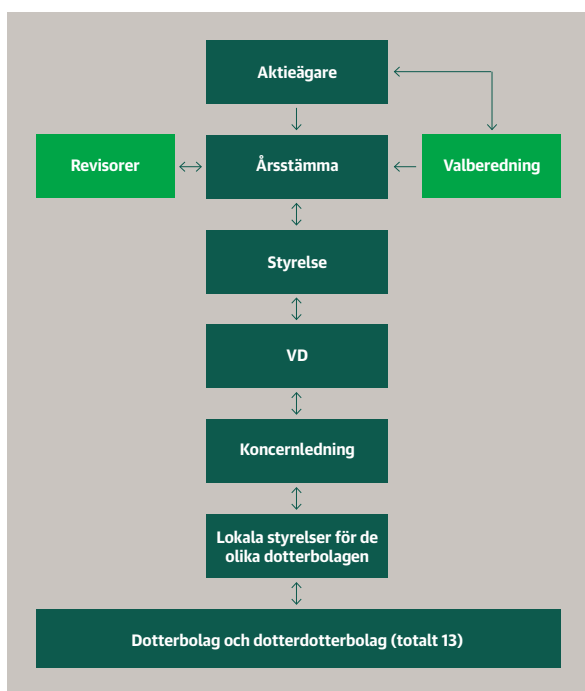 Aktieägare
Revisorer
Årsstämma
Valberedning
Styrelse
VD
Koncernledning
Lokala styrelser för de
olika dotterbolagen
Dotterbolag och dotterdotterbolag (totalt 13)